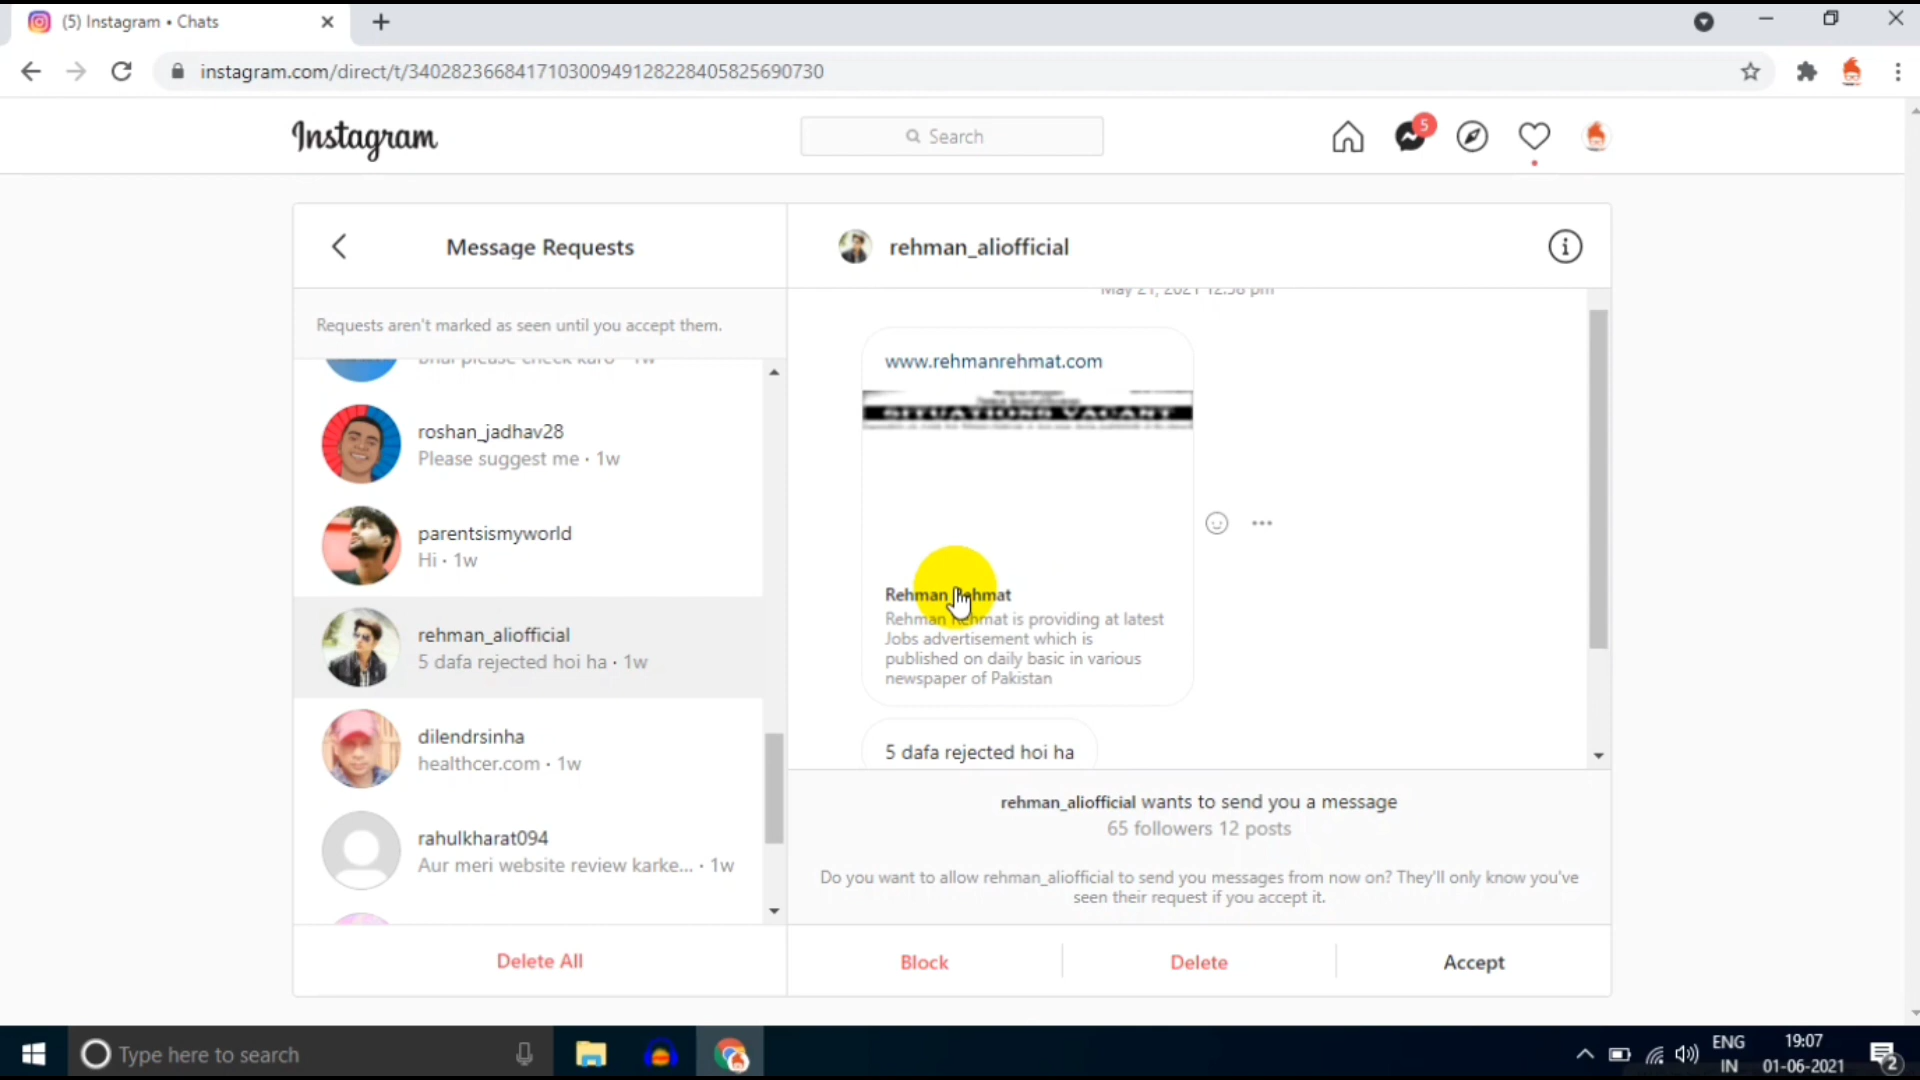 (5) Instagram • Chats
instagram.com/direct/t/340282366841710300949128228405825690730
Instagram
Search
5
Message Requests
rehman_aliofficial
Requests aren't marked as seen until you accept them.
May 21, 2021 12:58 pm
bhai please check karo · 1w
www.rehmanrehmat.com
SITUATIONS VACANT
roshan_jadhav28
Please suggest me · 1w
parentsismyworld
Hi · 1w
Rehman Rehmat
Rehman Rehmat is providing at latest
Jobs advertisement which is
published on daily basic in various
newspaper of Pakistan
rehman_aliofficial
5 dafa rejected hoi ha · 1w
dilendrsinha
healthcer.com · 1w
5 dafa rejected hoi ha
rehman_aliofficial wants to send you a message
65 followers 12 posts
rahulkharat094
Aur meri website review karke... · 1w
Do you want to allow rehman_aliofficial to send you messages from now on? They'll only know you've
seen their request if you accept it.
Delete All
Block
Delete
Accept
Type here to search
ENG
IN
19:07
01-06-2021
2